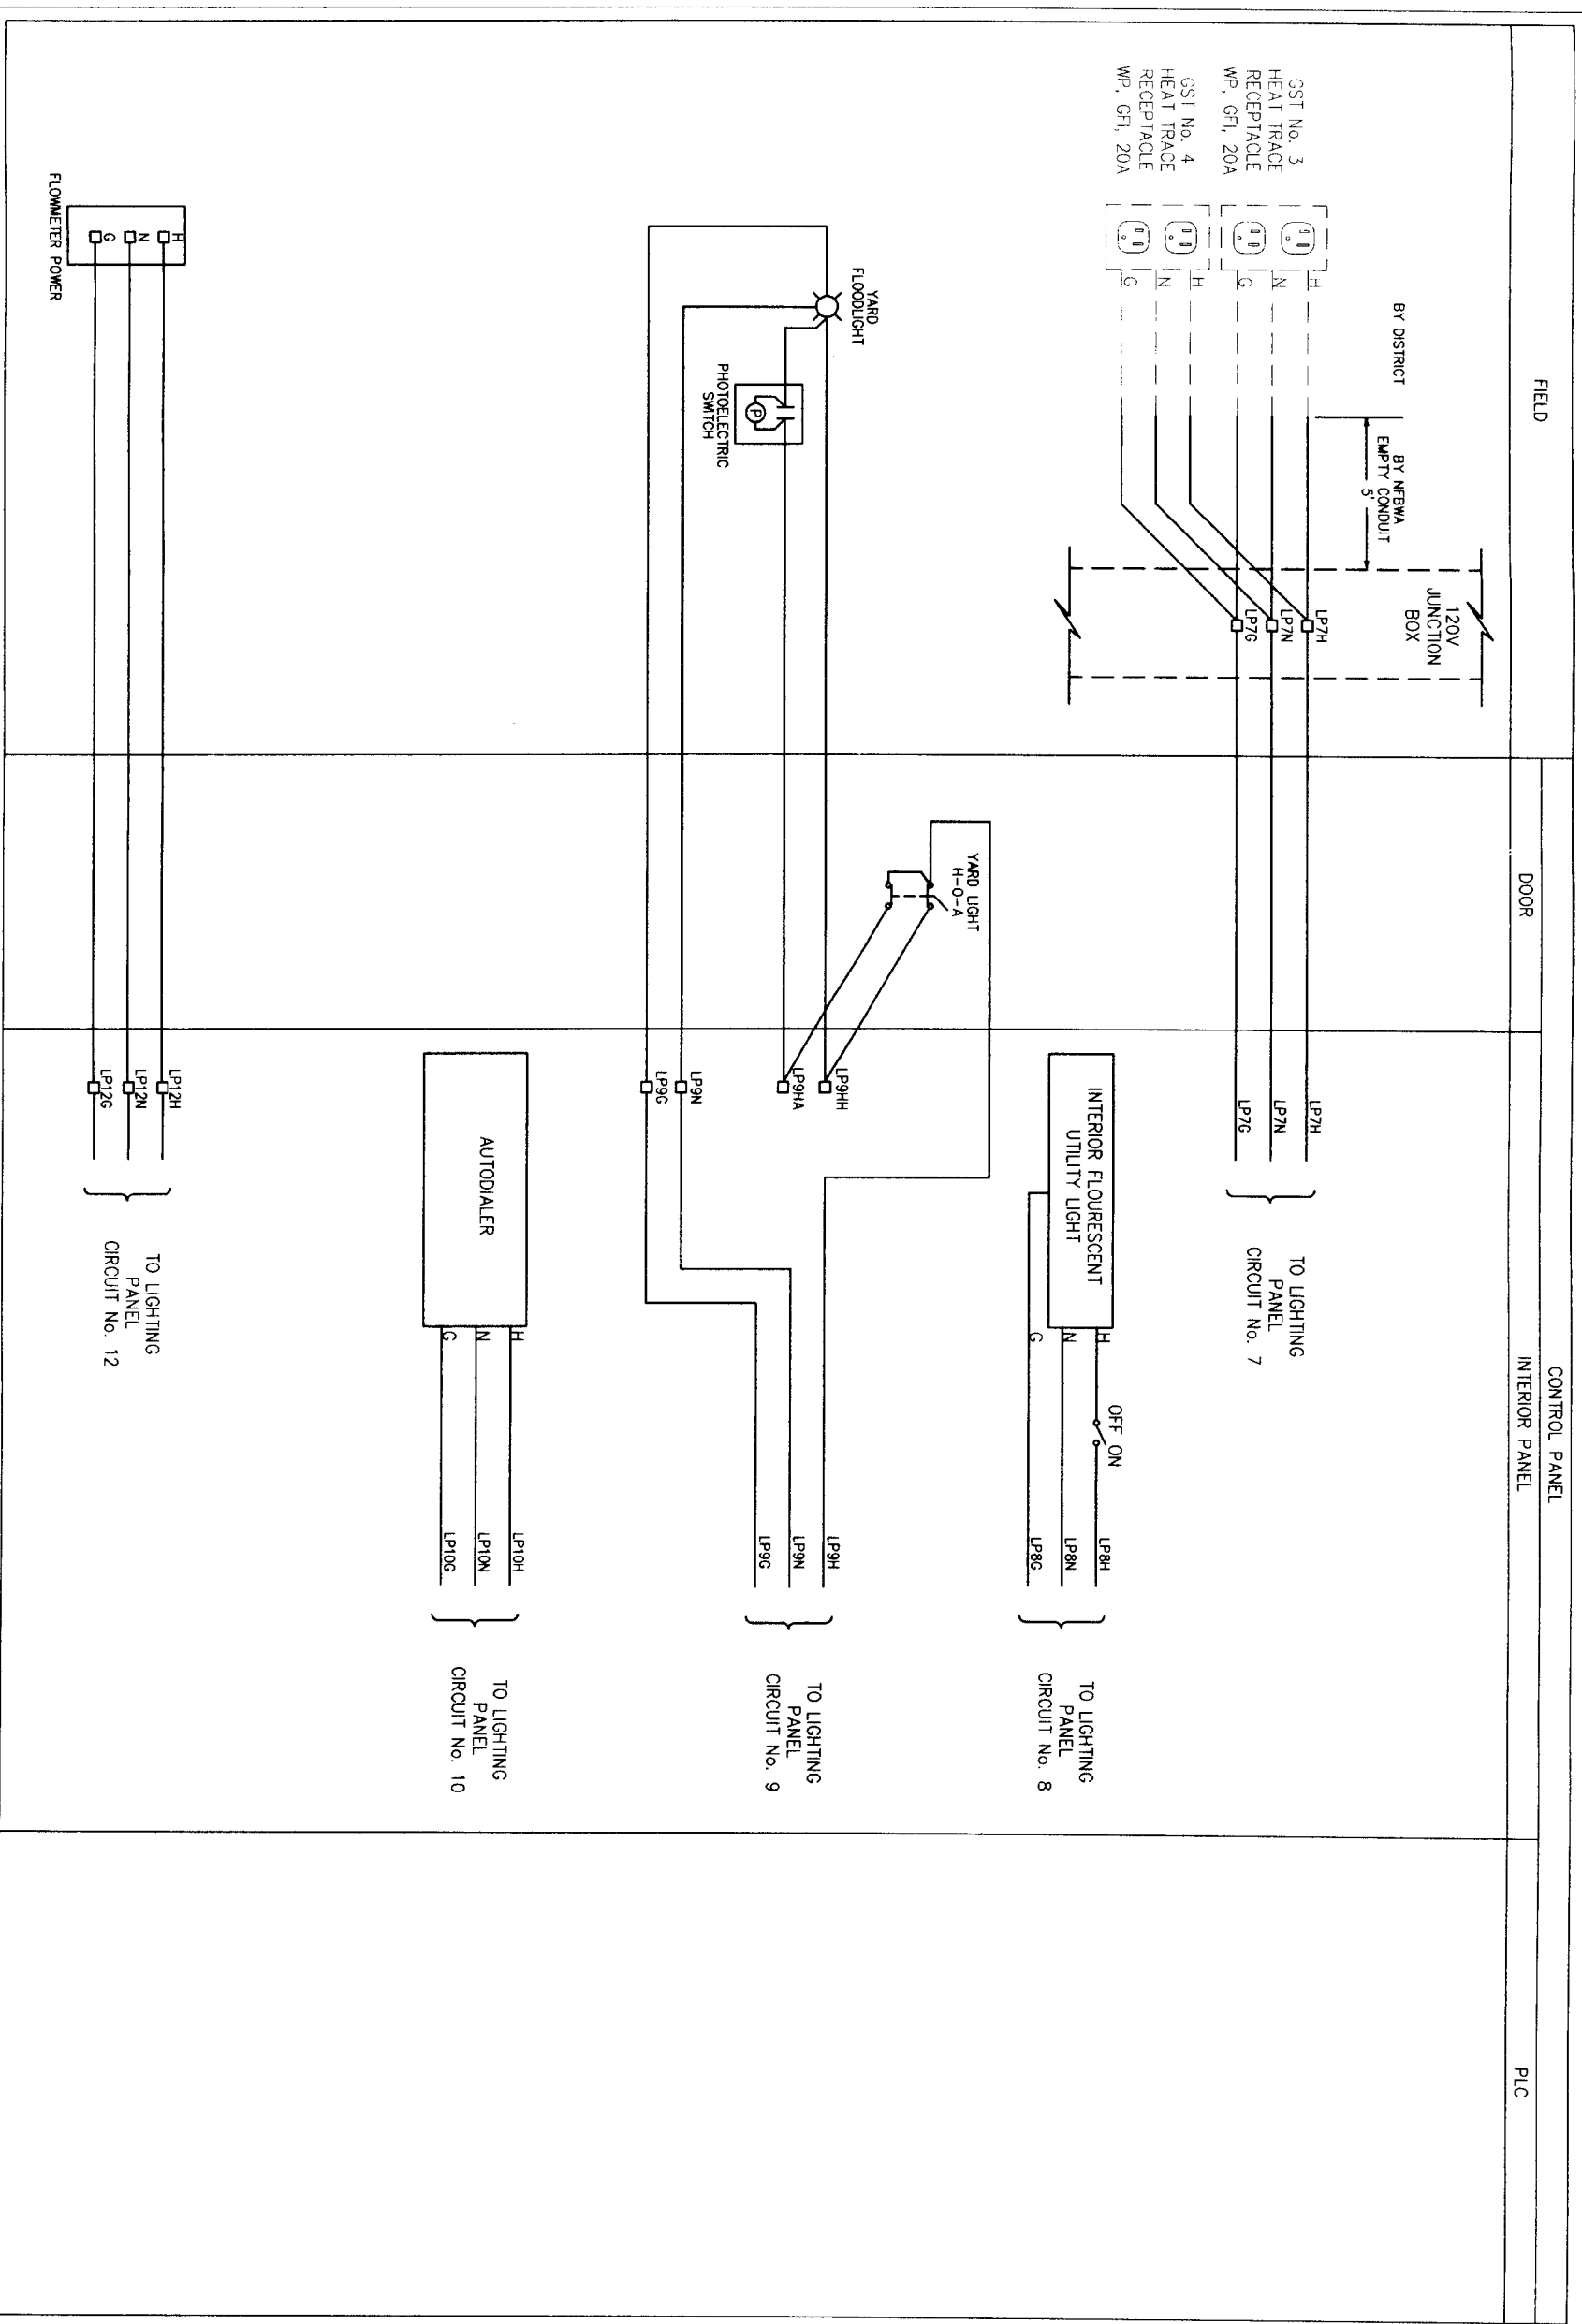 CONTROL PANEL
FIELD
DOOR
INTERIOR PANEL
PLC
BY DISTRICT
BY NFBWA
EMPTY CONDUIT
5'
120V
JUNCTION
BOX
GST No. 3
HEAT TRACE
RECEPTACLE
WP, GFI, 20A
H
N
G
LP7H
LP7N
LP7G
LP7H
LP7N
LP7G
TO LIGHTING
PANEL
CIRCUIT No. 7
GST No. 4
HEAT TRACE
RECEPTACLE
WP, GFI, 20A
H
N
G
INTERIOR FLOURESCENT
UTILITY LIGHT
H
N
G
OFF ON
LP8H
LP8N
LP8G
TO LIGHTING
PANEL
CIRCUIT No. 8
YARD LIGHT
H-O-A
YARD
FLOODLIGHT
PHOTOELECTRIC
SWITCH
P
LP9HH
LP9HA
LP9N
LP9G
LP9H
LP9N
LP9G
TO LIGHTING
PANEL
CIRCUIT No. 9
AUTODIALER
H
N
G
LP10H
LP10N
LP10G
TO LIGHTING
PANEL
CIRCUIT No. 10
H
N
G
FLOWMETER POWER
LP12H
LP12N
LP12G
TO LIGHTING
PANEL
CIRCUIT No. 12